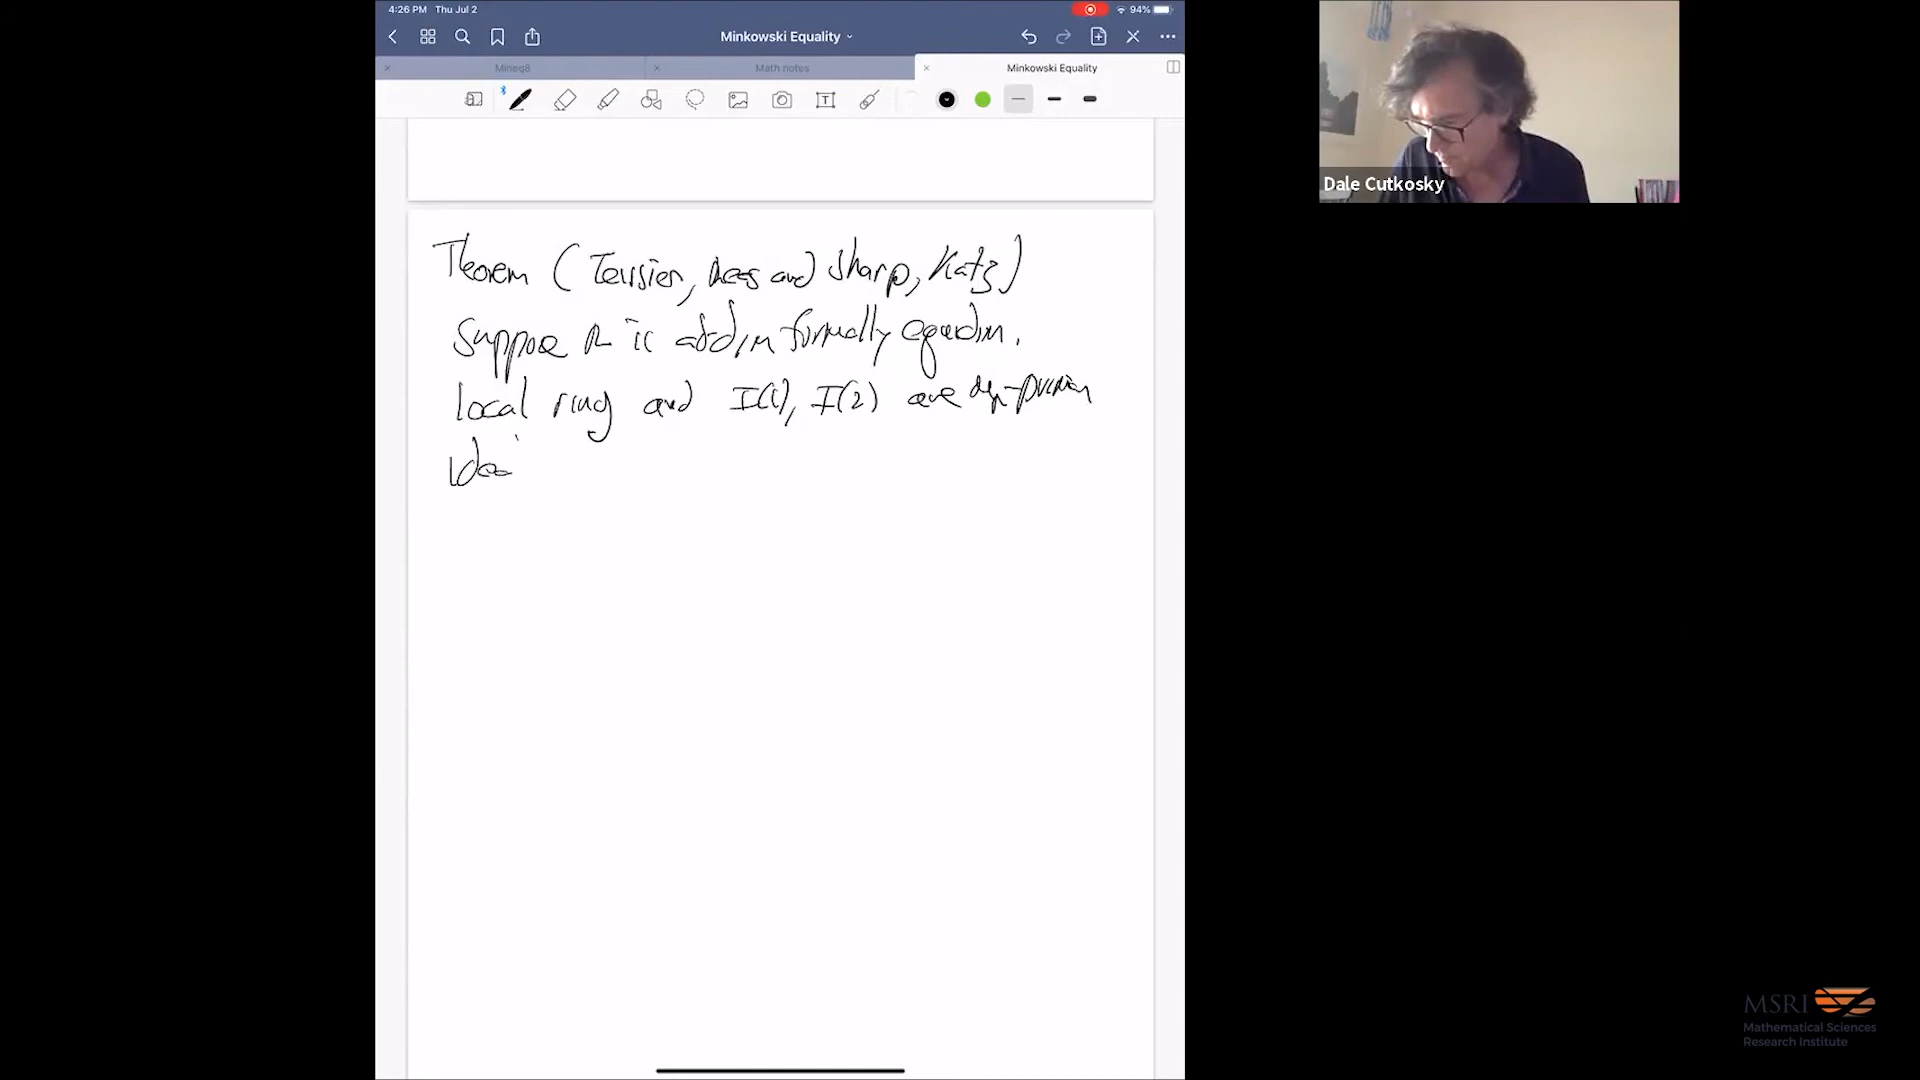 4:26 PM Thu Jul 2
94%
Minkowski Equality
Mineq8
Math notes
Minkowski Equality
Theorem (Teissier, Rees and Sharp, Katz)
Suppose R is a d dim formally equidim.
local ring and I(1), I(2) are
idea
Dale Cutkosky
MSRI
Mathematical Sciences
Research Institute